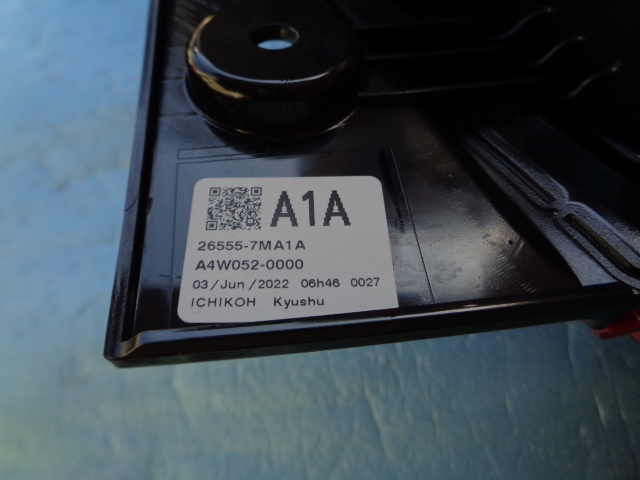 A1A
26555-7MA1A
A4W052-0000
03/Jun/2022 06h46 0027
ICHIKOH Kyushu